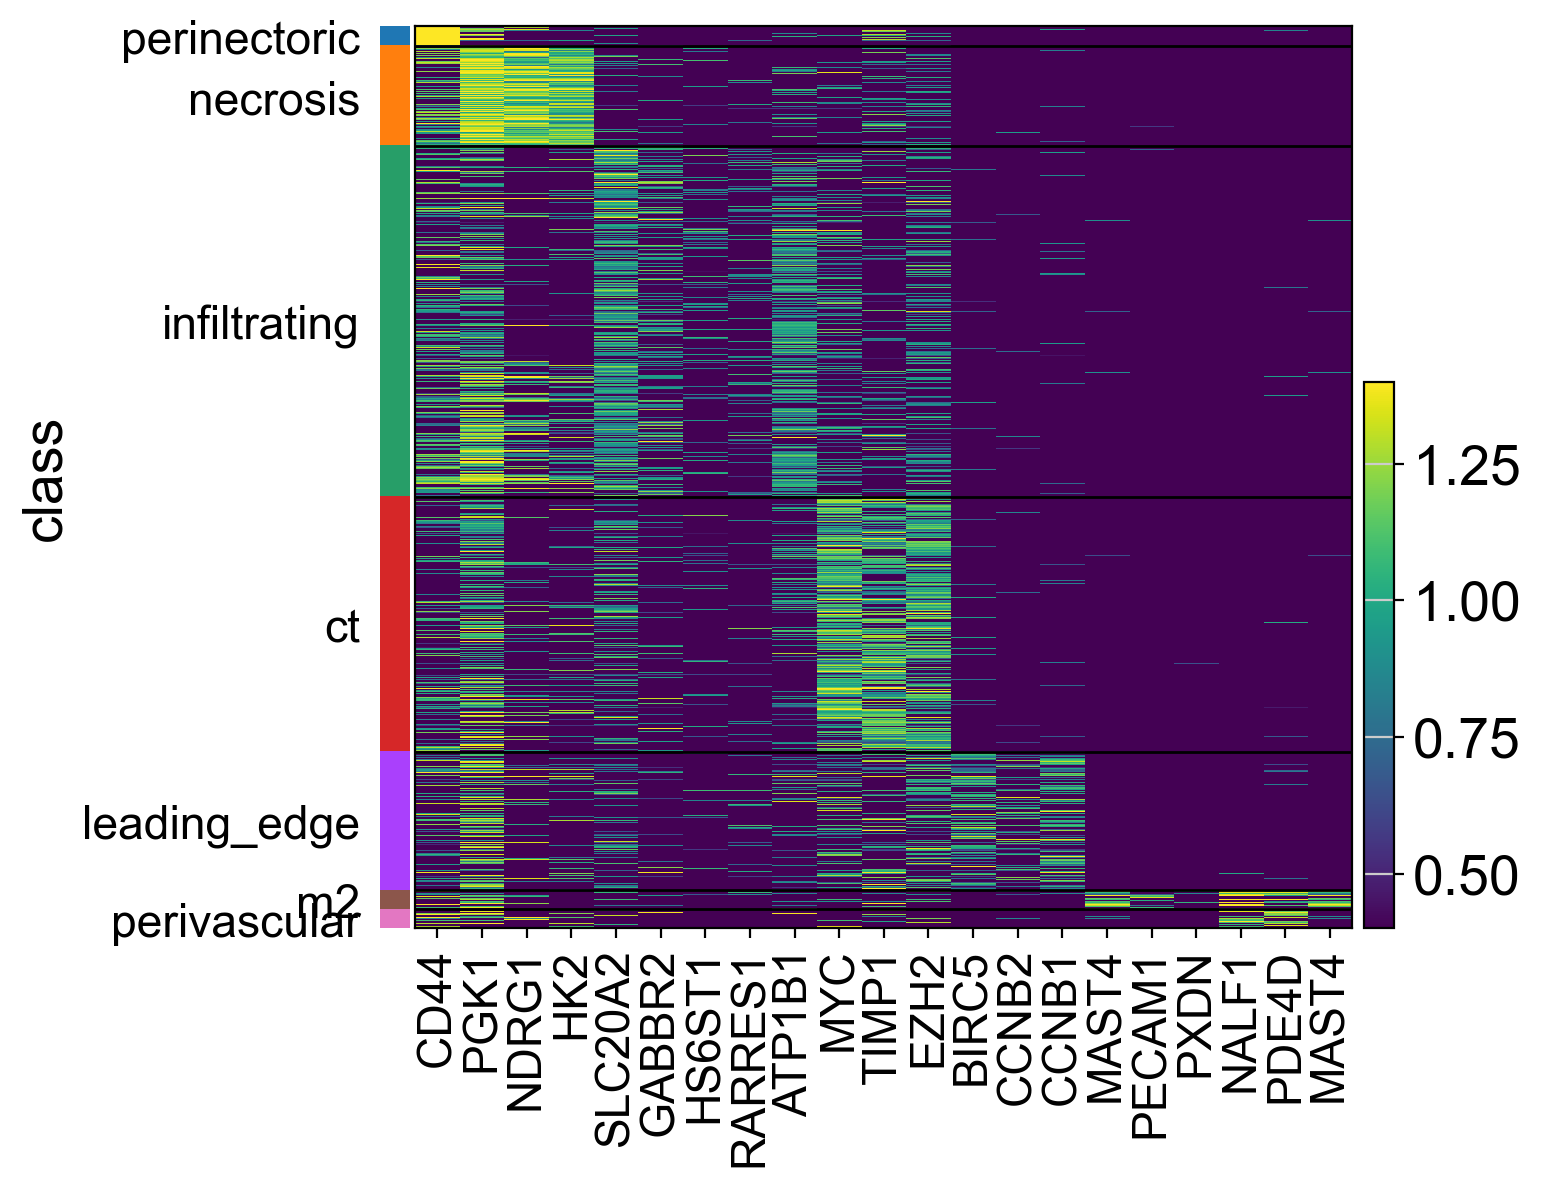 perinectoric
necrosis
infiltrating
ct
leading_edge
m2
perivascular
class
1.25
1.00
0.75
0.50
CD44
PGK1
NDRG1
HK2
SLC20A2
GABBR2
HS6ST1
RARRES1
ATP1B1
MYC
TIMP1
EZH2
BIRC5
CCNB2
CCNB1
MAST4
PECAM1
PXDN
NALF1
PDE4D
MAST4